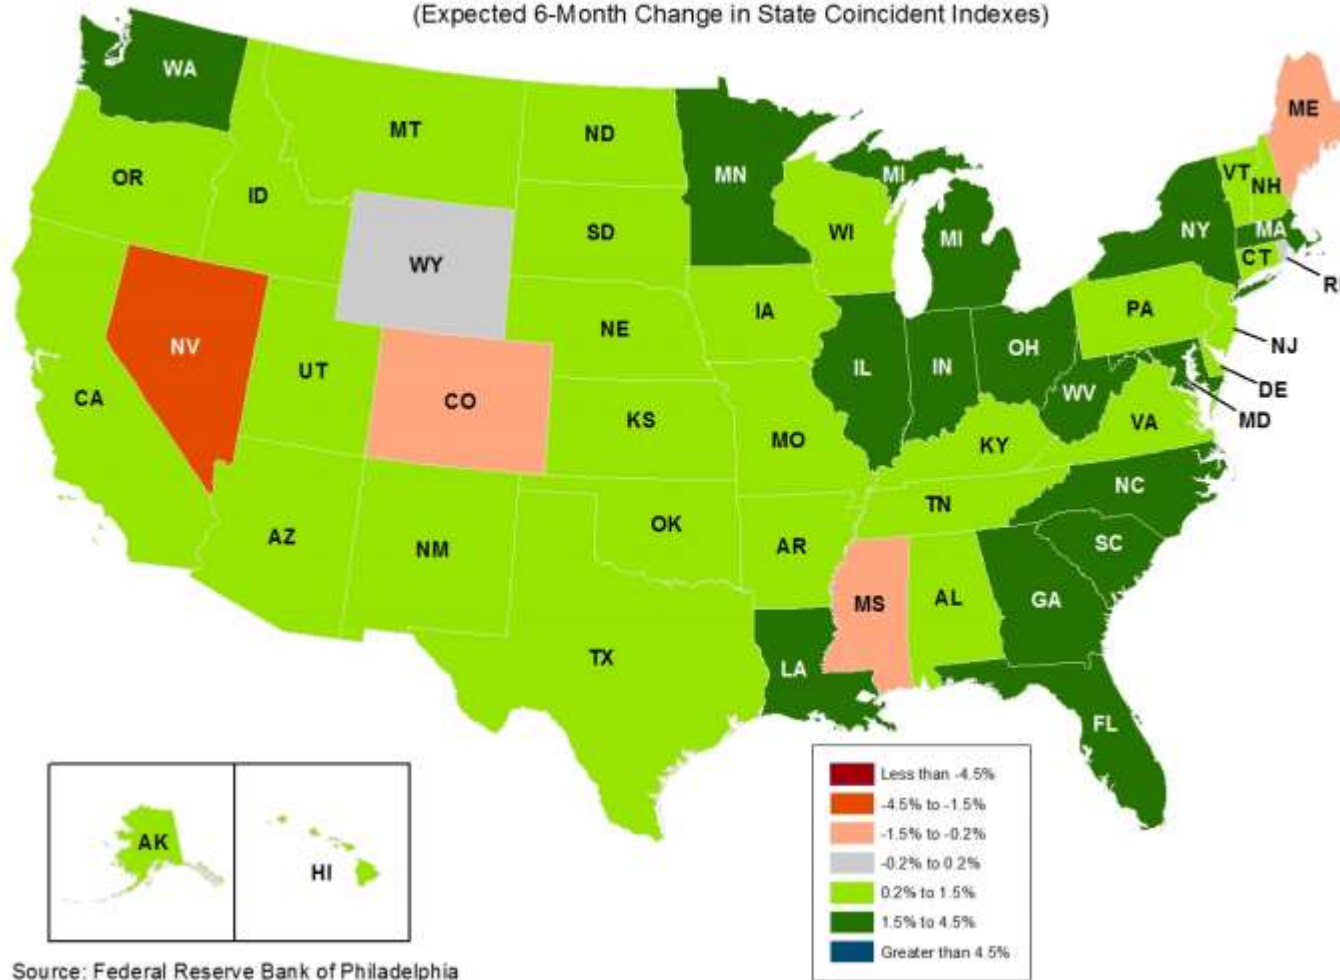 (Expected 6-Month Change in State Coincident Indexes)
WA
MT
ND
MN
MI
ME
OR
ID
SD
WI
MI
VT
NH
NY
MA
CT
WY
IA
NE
PA
NJ
NV
UT
CO
IL
IN
OH
WV
DE
MD
CA
KS
MO
KY
VA
NC
TN
AZ
NM
OK
AR
SC
MS
AL
GA
TX
LA
FL
AK
HI
Less than -4.5%
-4.5% to -1.5%
-1.5% to -0.2%
-0.2% to 0.2%
0.2% to 1.5%
1.5% to 4.5%
Greater than 4.5%
Source: Federal Reserve Bank of Philadelphia